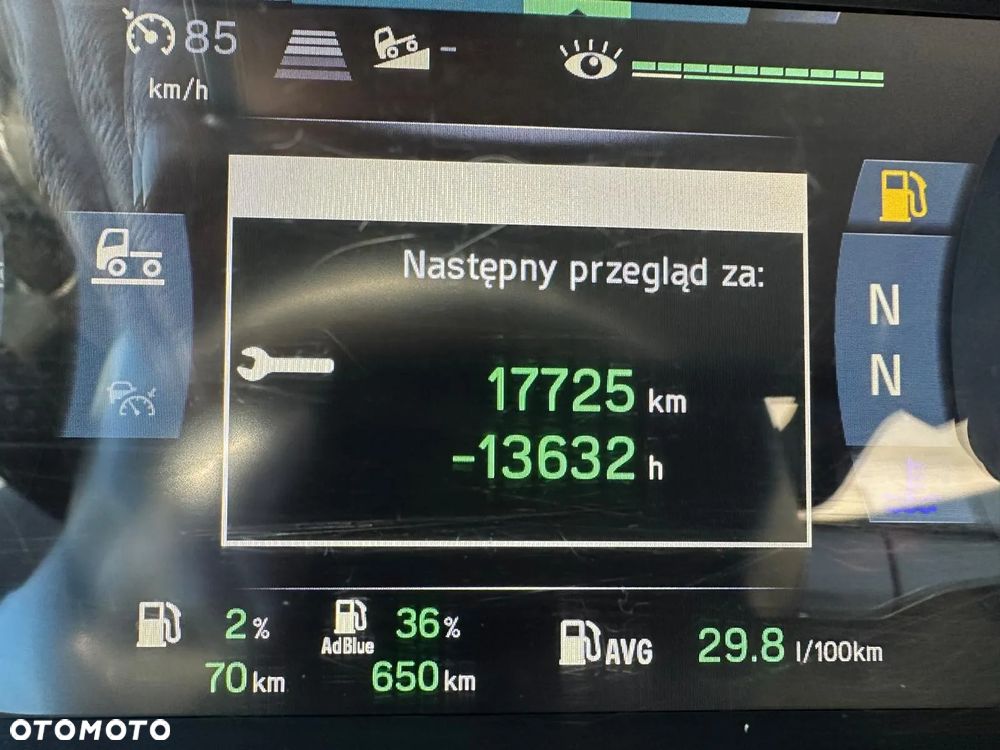 85
km/h
Następny przegląd za:
17725 km
-13632 h
N
N
2 %
70 km
AdBlue
36 %
650 km
AVG 29.8 l/100km
OTOMOTO